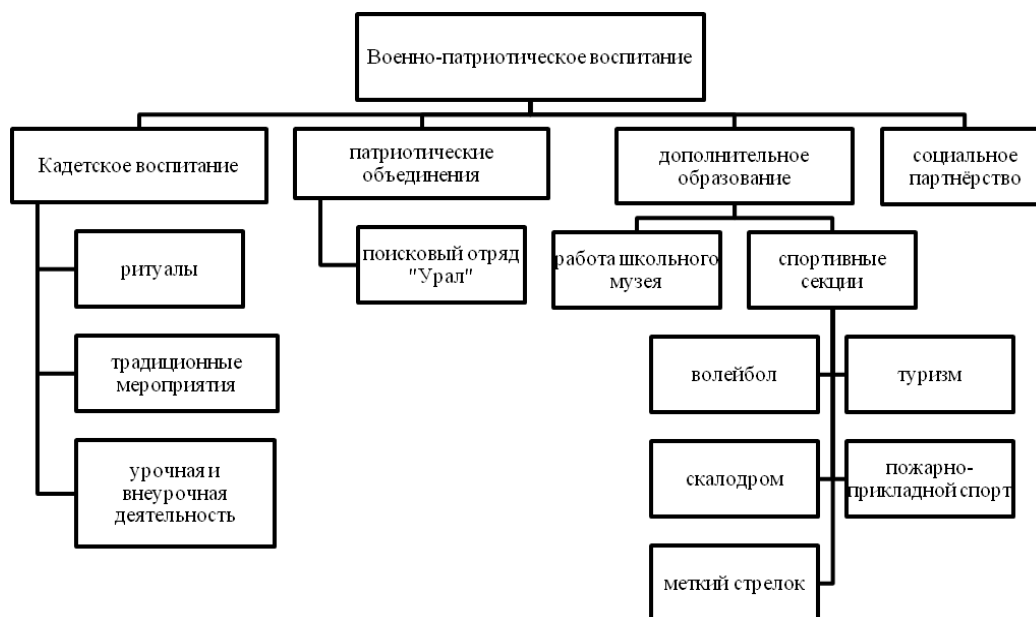 Военно-патриотическое воспитание
Кадетское воспитание
патриотические
объединения
дополнительное
образование
социальное
партнёрство
ритуалы
поисковый отряд
"Урал"
работа школьного
музея
спортивные
секции
традиционные
мероприятия
волейбол
туризм
урочная и
внеурочная
деятельность
скалодром
пожарно-
прикладной спорт
меткий стрелок